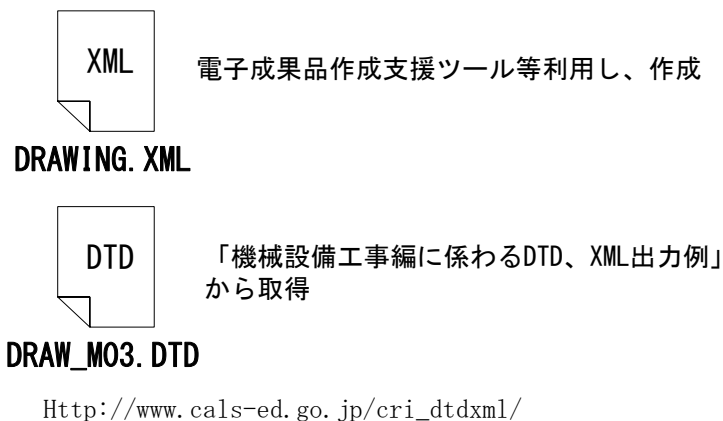 XML
電子成果品作成支援ツール等利用し、作成
DRAWING.XML
DTD
「機械設備工事編に係わるDTD、XML出力例」
から取得
DRAW_M03.DTD
Http://www.cals-ed.go.jp/cri_dtdxml/